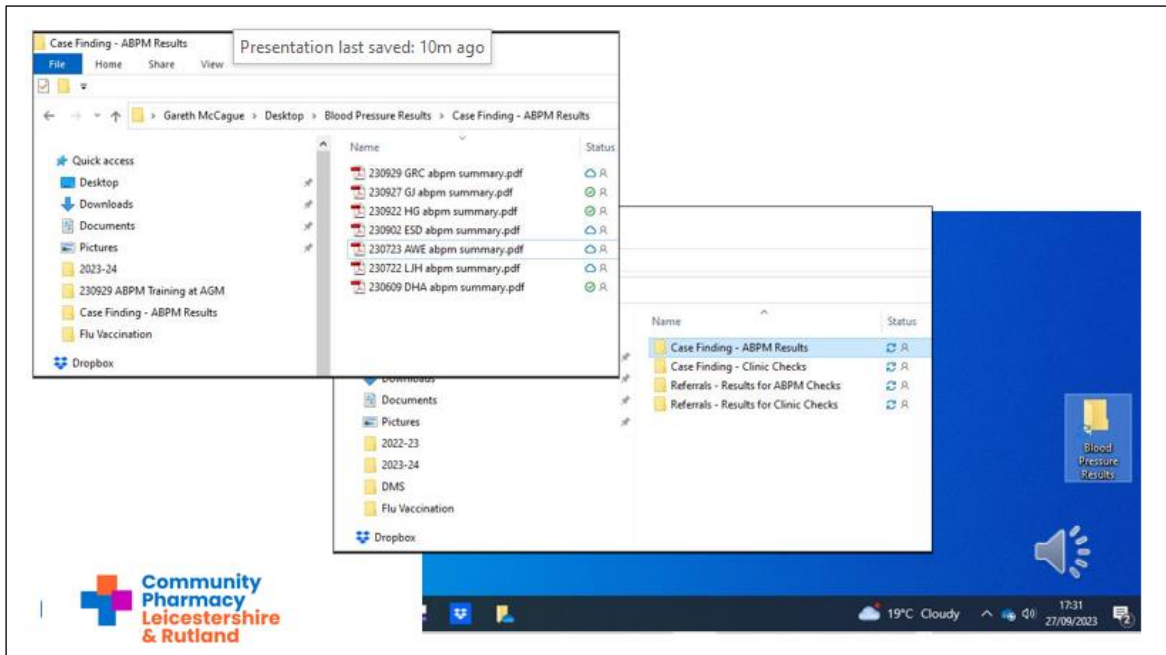 Case Finding - ABPM Results
Presentation last saved: 10m ago
File Home Share View
Gareth McCague > Desktop > Blood Pressure Results > Case Finding - ABPM Results
Name Status
Quick access
Desktop
Downloads
Documents
Pictures
2023-24
230929 ABPM Training at AGM
Case Finding - ABPM Results
Flu Vaccination
Dropbox
230929 GRC abpm summary.pdf
230927 GJ abpm summary.pdf
230922 HG abpm summary.pdf
230902 ESD abpm summary.pdf
230723 AWE abpm summary.pdf
230722 LJH abpm summary.pdf
230609 DHA abpm summary.pdf
Name Status
Case Finding - ABPM Results
Case Finding - Clinic Checks
Referrals - Results for ABPM Checks
Referrals - Results for Clinic Checks
Downloads
Documents
Pictures
2022-23
2023-24
DMS
Flu Vaccination
Dropbox
Blood
Pressure
Results
Community
Pharmacy
Leicestershire
& Rutland
19°C Cloudy
17:31
27/09/2023
2